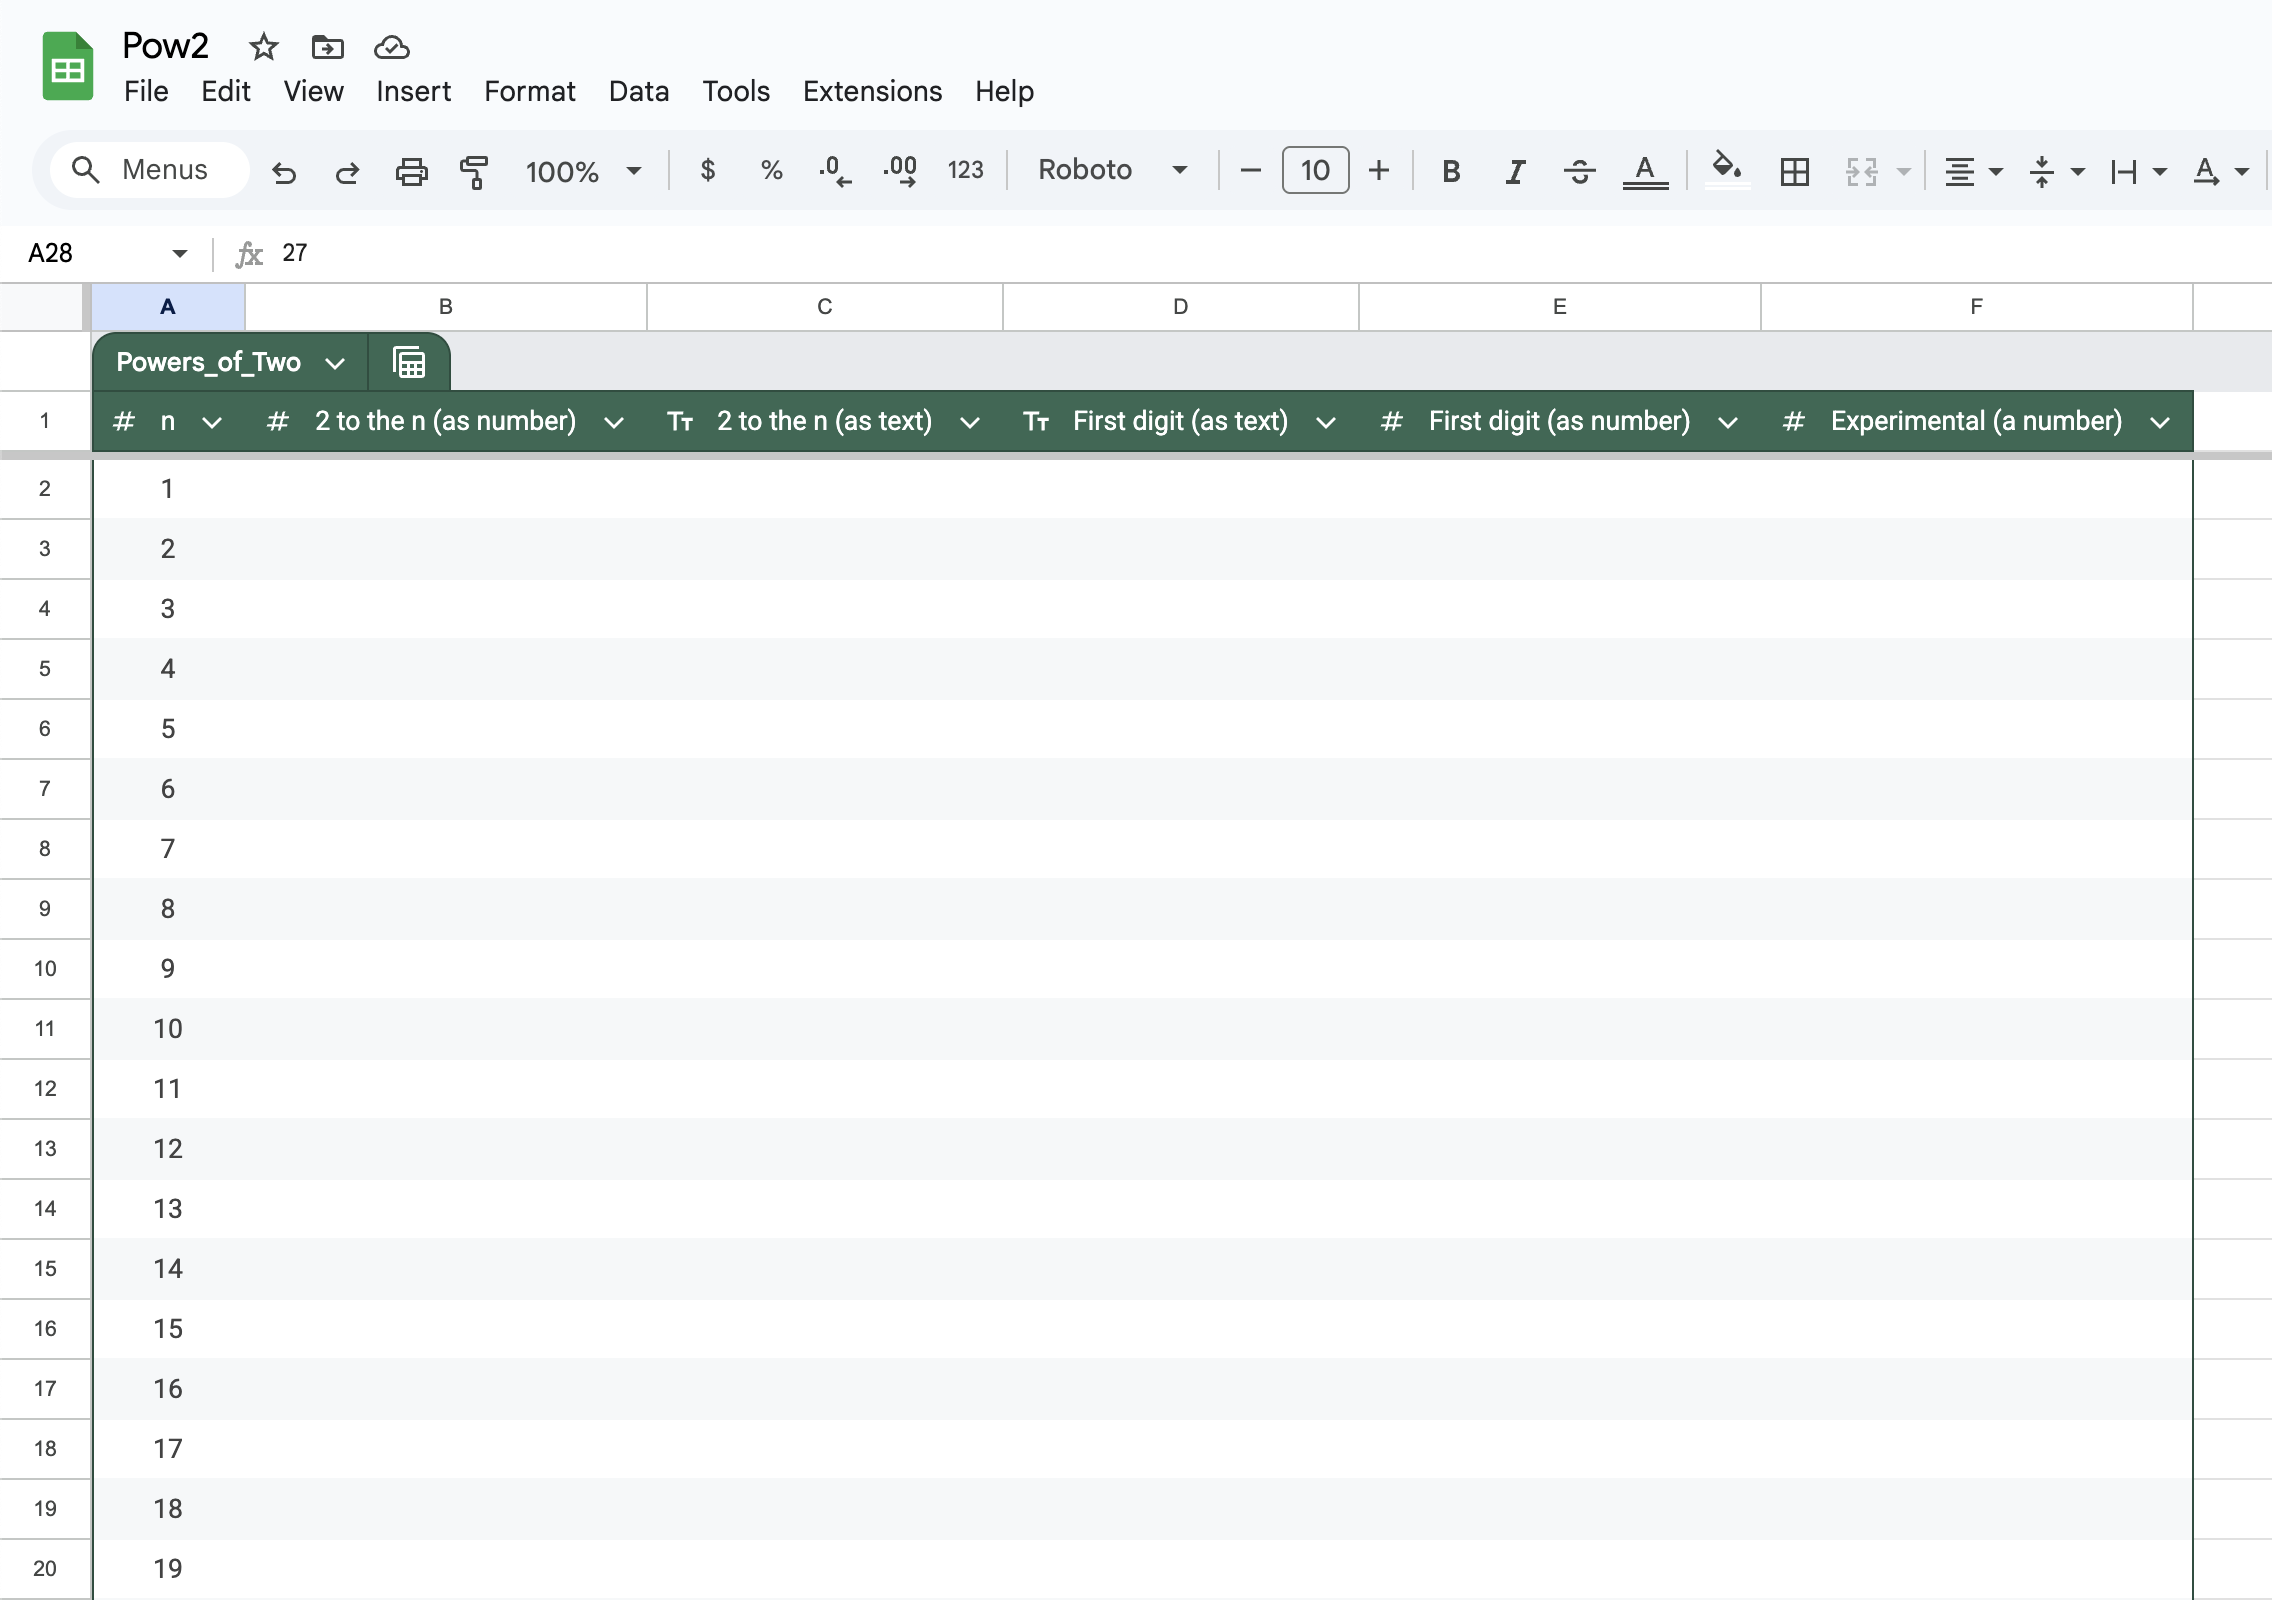 Pow2
File Edit View Insert Format Data Tools Extensions Help
Menus 100% $ % .0 .00 123 Roboto 10 B I S A A
A28 fx 27
A B C D E F
Powers_of_Two
1 # n # 2 to the n (as number) Tт 2 to the n (as text) Tт First digit (as text) # First digit (as number) # Experimental (a number)
2 1
3 2
4 3
5 4
6 5
7 6
8 7
9 8
10 9
11 10
12 11
13 12
14 13
15 14
16 15
17 16
18 17
19 18
20 19